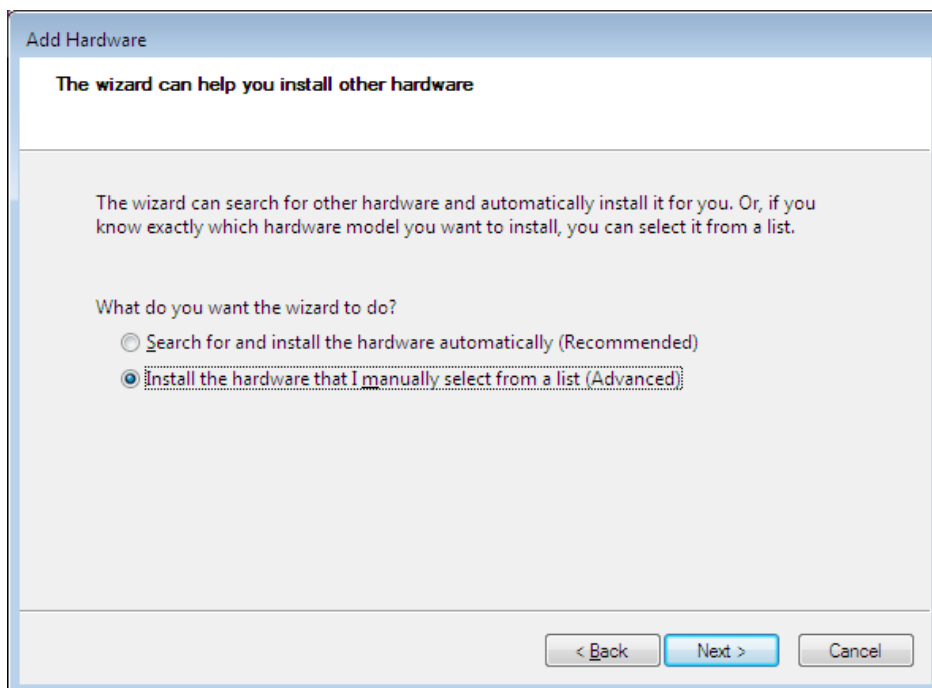 Add Hardware
The wizard can help you install other hardware
The wizard can search for other hardware and automatically install it for you. Or, if you
know exactly which hardware model you want to install, you can select it from a list.
What do you want the wizard to do?
Search for and install the hardware automatically (Recommended)
Install the hardware that I manually select from a list (Advanced)
< Back Next > Cancel